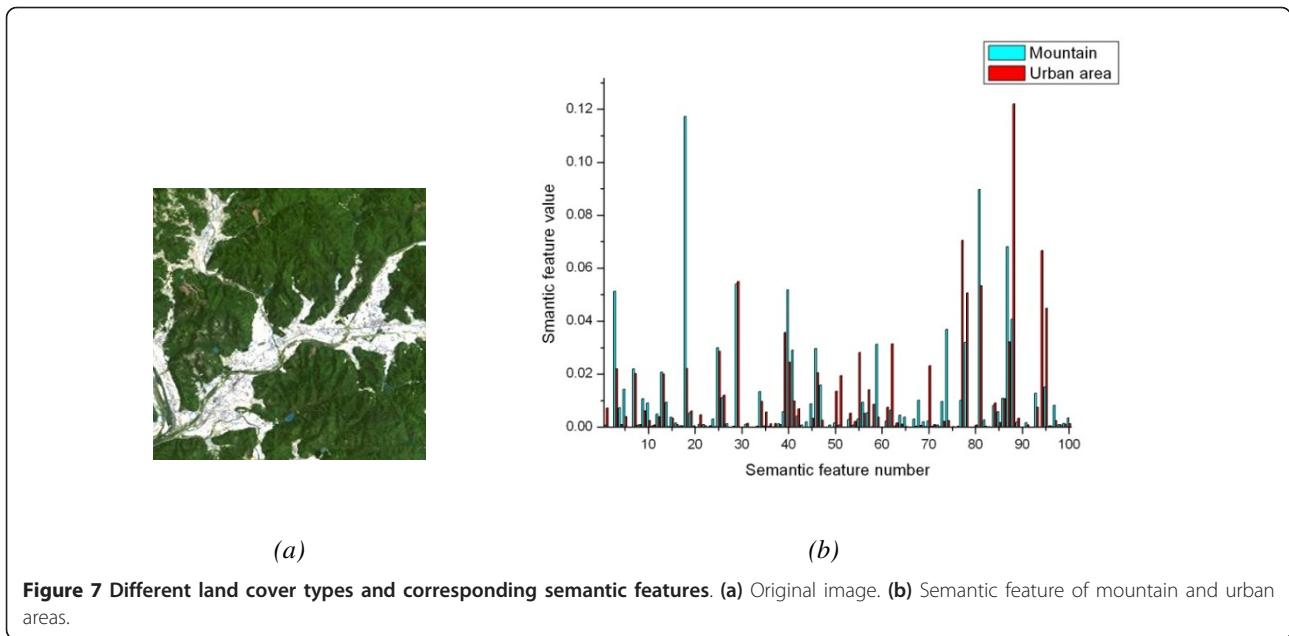 Mountain
Urban area
0.12
0.10
0.08
0.06
0.04
0.02
0.00
Smantic feature value
10 20 30 40 50 60 70 80 90 100
Semantic feature number
(a) (b)
Figure 7 Different land cover types and corresponding semantic features. (a) Original image. (b) Semantic feature of mountain and urban
areas.